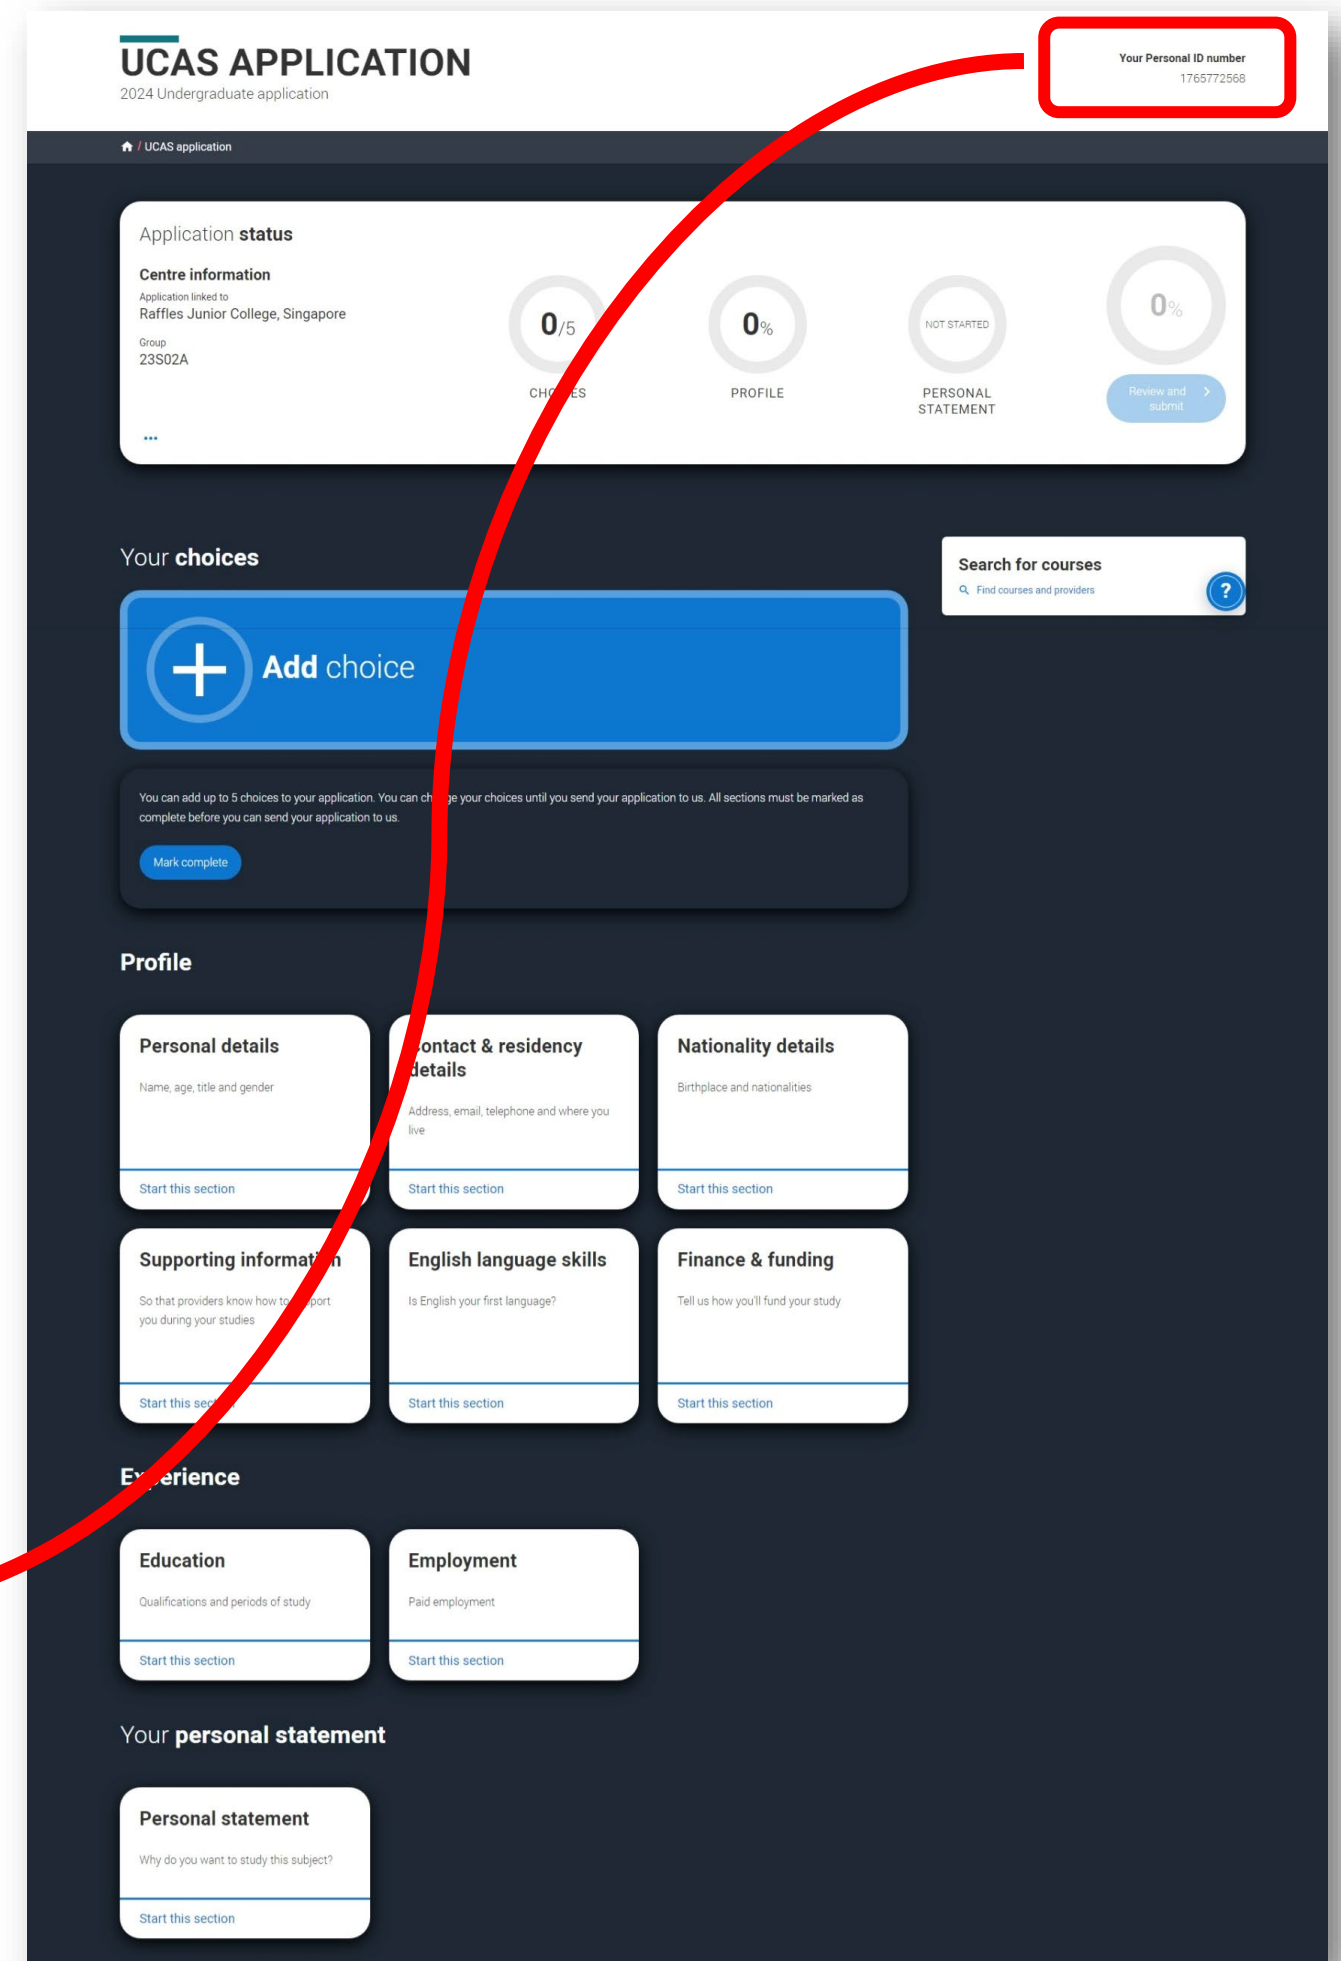 UCAS APPLICATION
2024 Undergraduate application
Your Personal ID number
1765772568
/ UCAS application
Application status
Centre information
Application linked to
Raffles Junior College, Singapore
Group
23S02A
...
0/5
CHOICES
0%
PROFILE
NOT STARTED
PERSONAL
STATEMENT
0%
Review and
submit
Your choices
Add choice
Search for courses
Find courses and providers
?
You can add up to 5 choices to your application. You can change your choices until you send your application to us. All sections must be marked as
complete before you can send your application to us.
Mark complete
Profile
Personal details
Name, age, title and gender
Start this section
Contact & residency
details
Address, email, telephone and where you
live
Start this section
Nationality details
Birthplace and nationalities
Start this section
Supporting information
So that providers know how to support
you during your studies
Start this section
English language skills
Is English your first language?
Start this section
Finance & funding
Tell us how you'll fund your study
Start this section
Experience
Education
Qualifications and periods of study
Start this section
Employment
Paid employment
Start this section
Your personal statement
Personal statement
Why do you want to study this subject?
Start this section